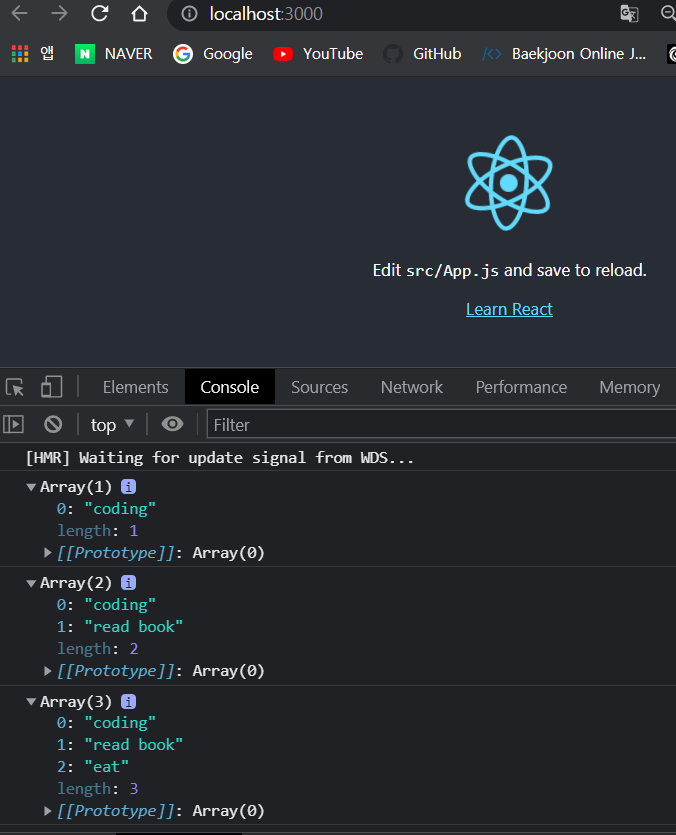 localhost:3000
앱 NAVER Google YouTube GitHub Baekjoon Online J...
Edit src/App.js and save to reload.
Learn React
Elements Console Sources Network Performance Memory
top ▼ Filter
[HMR] Waiting for update signal from WDS...
▼Array(1) i
0: "coding"
length: 1
▶[[Prototype]]: Array(0)
▼Array(2) i
0: "coding"
1: "read book"
length: 2
▶[[Prototype]]: Array(0)
▼Array(3) i
0: "coding"
1: "read book"
2: "eat"
length: 3
▶[[Prototype]]: Array(0)